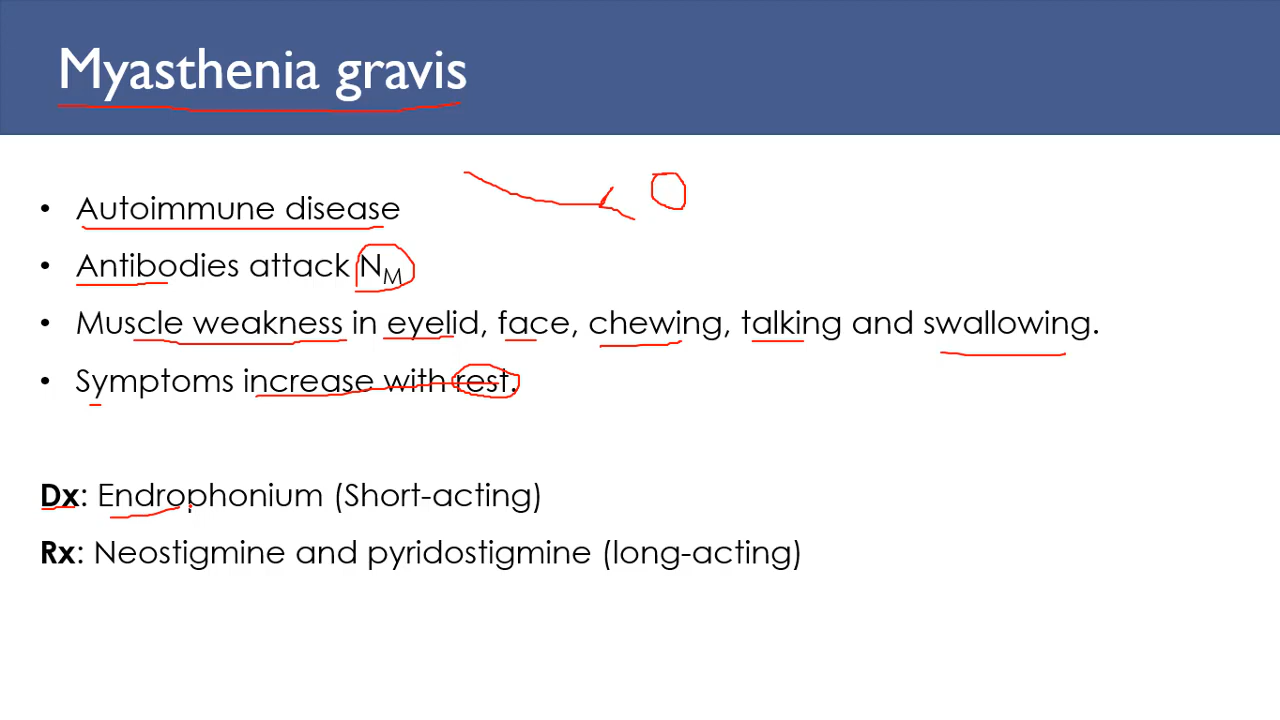 Myasthenia gravis
• Autoimmune disease
• Antibodies attack NM
• Muscle weakness in eyelid, face, chewing, talking and swallowing.
• Symptoms increase with rest.
Dx: Endrophonium (Short-acting)
Rx: Neostigmine and pyridostigmine (long-acting)